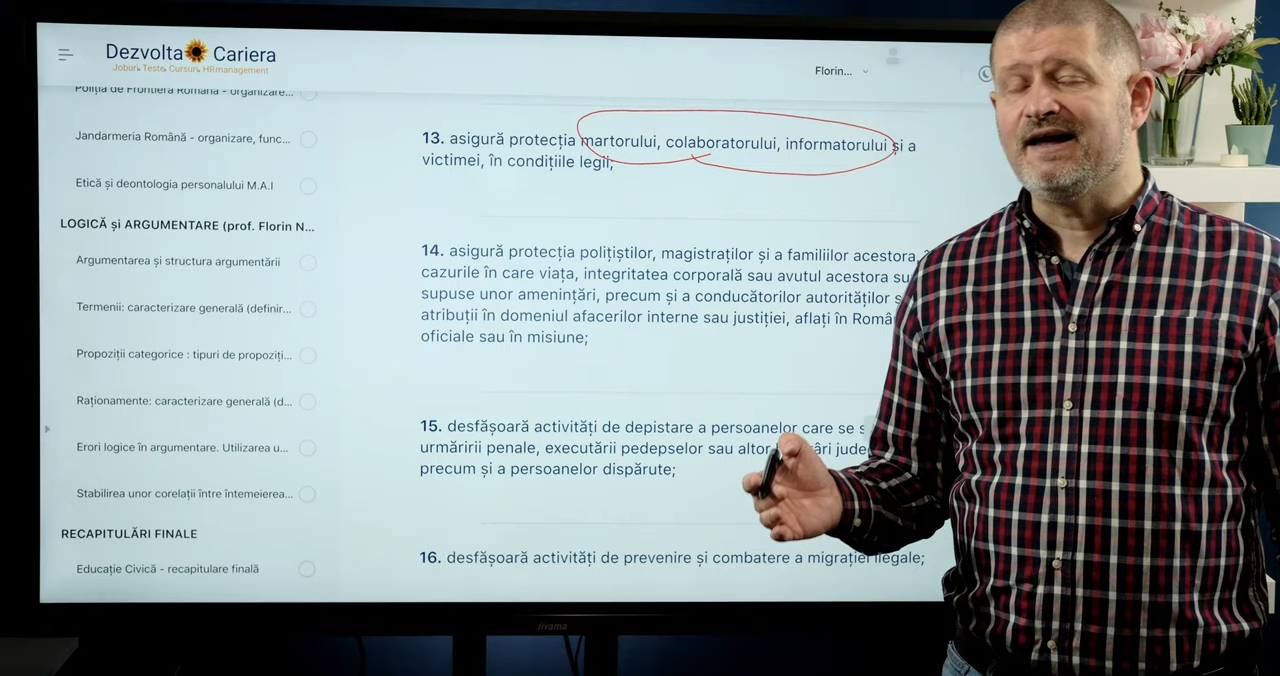 Dezvolta Cariera
Joburi, Teste, Cursuri, HRmanagement
Florin...
Poliția de Frontieră Română - organizare...
Jandarmeria Română - organizare, func...
Etică și deontologia personalului M.A.I
LOGICĂ și ARGUMENTARE (prof. Florin N...
Argumentarea și structura argumentării
Termenii: caracterizare generală (definir...
Propoziții categorice : tipuri de propoziți...
Raționamente: caracterizare generală (d...
Erori logice în argumentare. Utilizarea u...
Stabilirea unor corelații între întemeierea...
RECAPITULĂRI FINALE
Educație Civică - recapitulare finală
13. asigură protecția martorului, colaboratorului, informatorului și a
victimei, în condițiile legii;
14. asigură protecția polițiștilor, magistraților și a familiilor acestora,
cazurile în care viața, integritatea corporală sau avutul acestora
supuse unor amenințări, precum și a conducătorilor autorităților
atribuții în domeniul afacerilor interne sau justiției, aflați în
oficiale sau în misiune;
15. desfășoară activități de depistare a persoanelor care se
urmăririi penale, executării pedepselor sau altor
precum și a persoanelor dispărute;
16. desfășoară activități de prevenire și combatere a migrației ilegale;
iiyama